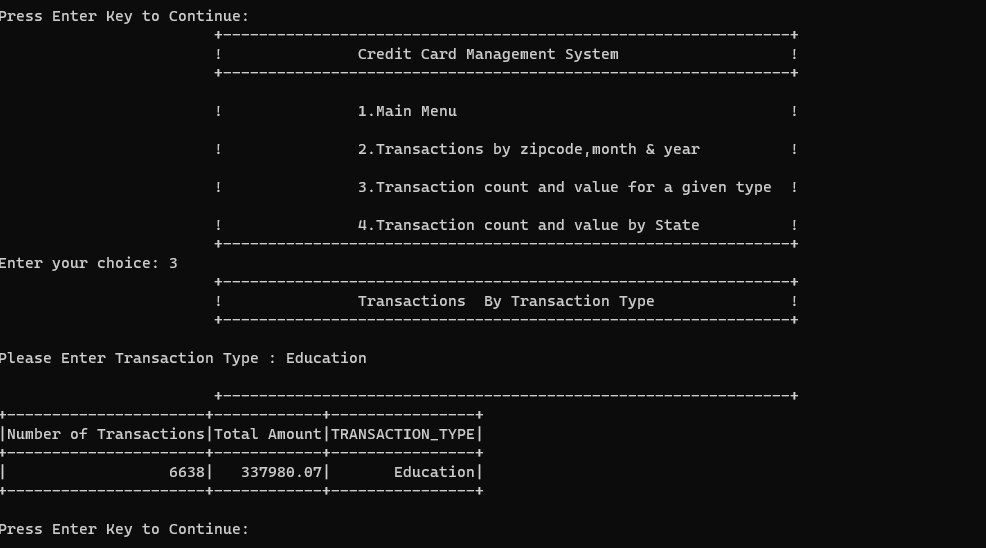 Press Enter Key to Continue:
+---------------------------------------------------------------+
! Credit Card Management System !
+---------------------------------------------------------------+
! 1.Main Menu !
! 2.Transactions by zipcode,month & year !
! 3.Transaction count and value for a given type !
! 4.Transaction count and value by State !
+---------------------------------------------------------------+
Enter your choice: 3
+---------------------------------------------------------------+
! Transactions  By Transaction Type !
+---------------------------------------------------------------+
Please Enter Transaction Type : Education
+---------------------------------------------------------------+
+----------------------+------------+----------------+
|Number of Transactions|Total Amount|TRANSACTION_TYPE|
+----------------------+------------+----------------+
|                  6638|   337980.07|       Education|
+----------------------+------------+----------------+
Press Enter Key to Continue: